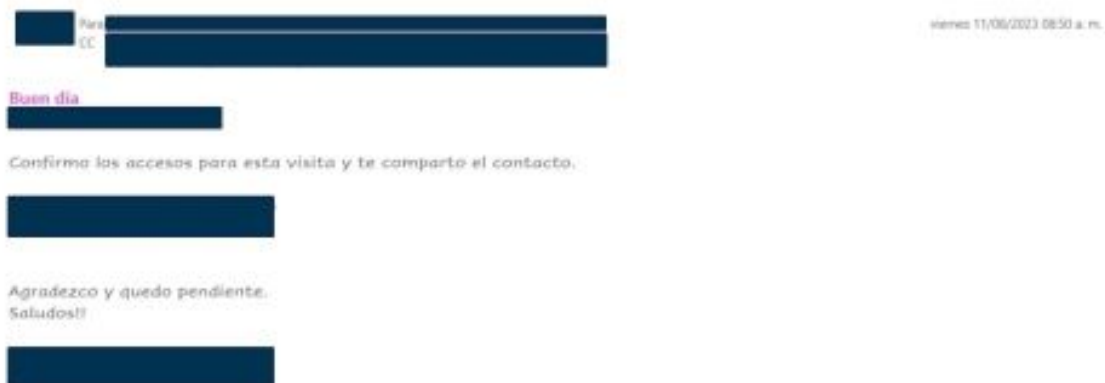 Para
CC
viernes 11/08/2023 08:50 a. m.
Buen día
Confirmo los accesos para esta visita y te comparto el contacto.
Agradezco y quedo pendiente.
Saludos!!